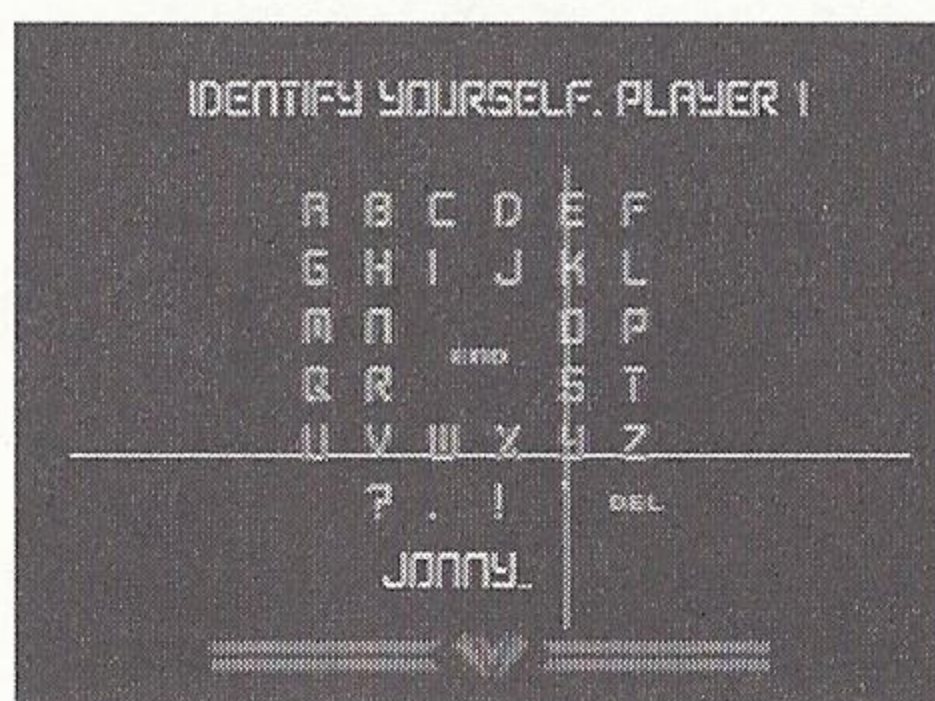 IDENTIFY YOURSELF. PLAYER 1
A B C D E F
G H I J K L
M N O P
END
Q R S T
U V W X Y Z
? . ! ' DEL
JONNY_